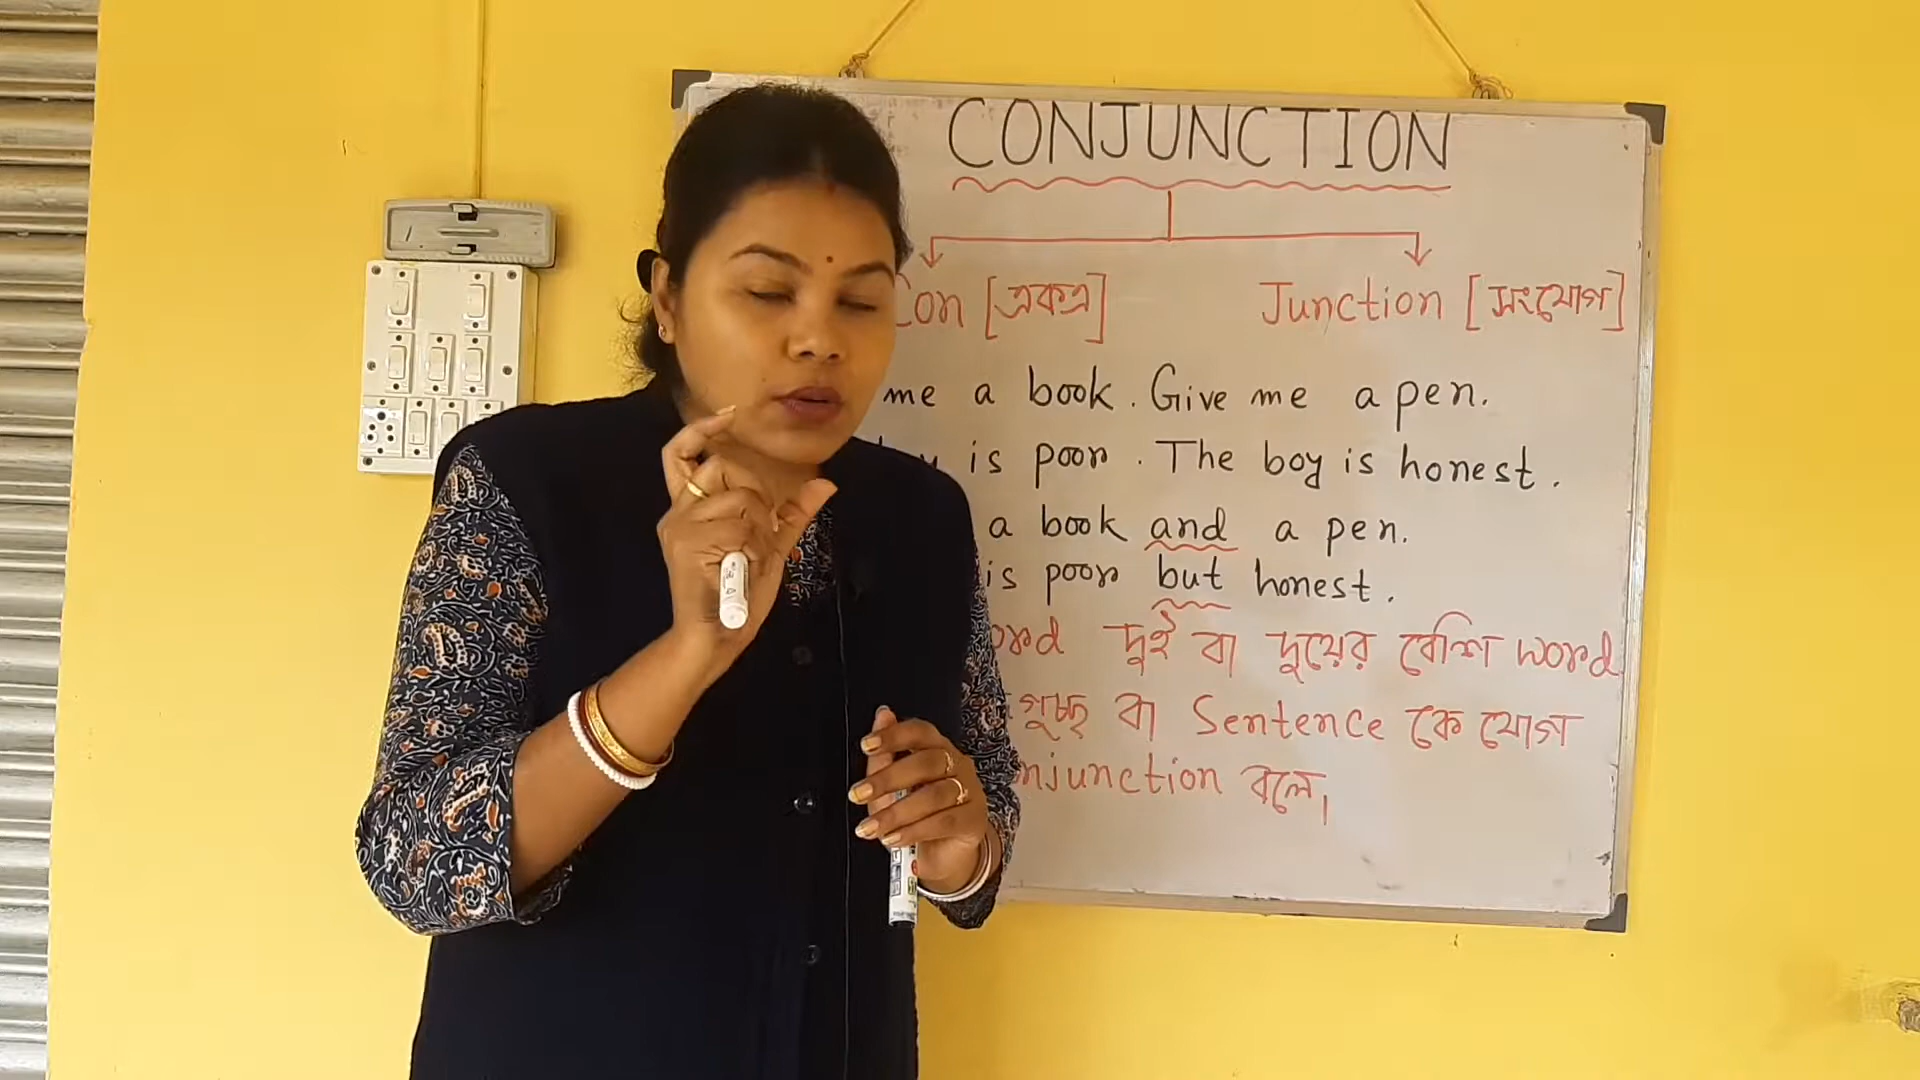 CONJUNCTION
Con [একত্র] Junction [সংযোগ]
me a book. Give me a pen.
is poor. The boy is honest.
a book and a pen.
is poor but honest.
দুই বা দুয়ের বেশি word
গুচ্ছ বা Sentence কে যোগ
বলে।